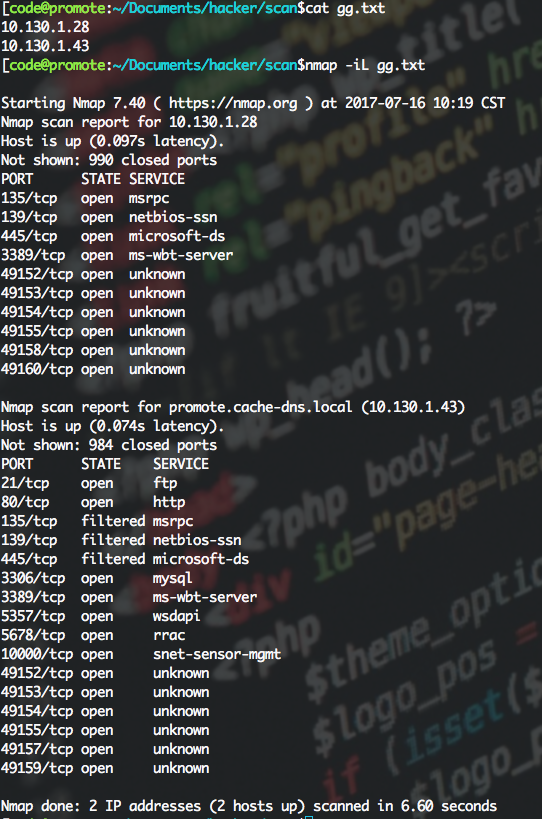 [code@promote:~/Documents/hacker/scan$cat gg.txt
10.130.1.28
10.130.1.43
[code@promote:~/Documents/hacker/scan$nmap -iL gg.txt
Starting Nmap 7.40 ( https://nmap.org ) at 2017-07-16 10:19 CST
Nmap scan report for 10.130.1.28
Host is up (0.097s latency).
Not shown: 990 closed ports
PORT STATE SERVICE
135/tcp open msrpc
139/tcp open netbios-ssn
445/tcp open microsoft-ds
3389/tcp open ms-wbt-server
49152/tcp open unknown
49153/tcp open unknown
49154/tcp open unknown
49155/tcp open unknown
49158/tcp open unknown
49160/tcp open unknown
Nmap scan report for promote.cache-dns.local (10.130.1.43)
Host is up (0.074s latency).
Not shown: 984 closed ports
PORT STATE SERVICE
21/tcp open ftp
80/tcp open http
135/tcp filtered msrpc
139/tcp filtered netbios-ssn
445/tcp filtered microsoft-ds
3306/tcp open mysql
3389/tcp open ms-wbt-server
5357/tcp open wsdapi
5678/tcp open rrac
10000/tcp open snet-sensor-mgmt
49152/tcp open unknown
49153/tcp open unknown
49154/tcp open unknown
49155/tcp open unknown
49157/tcp open unknown
49159/tcp open unknown
Nmap done: 2 IP addresses (2 hosts up) scanned in 6.60 seconds